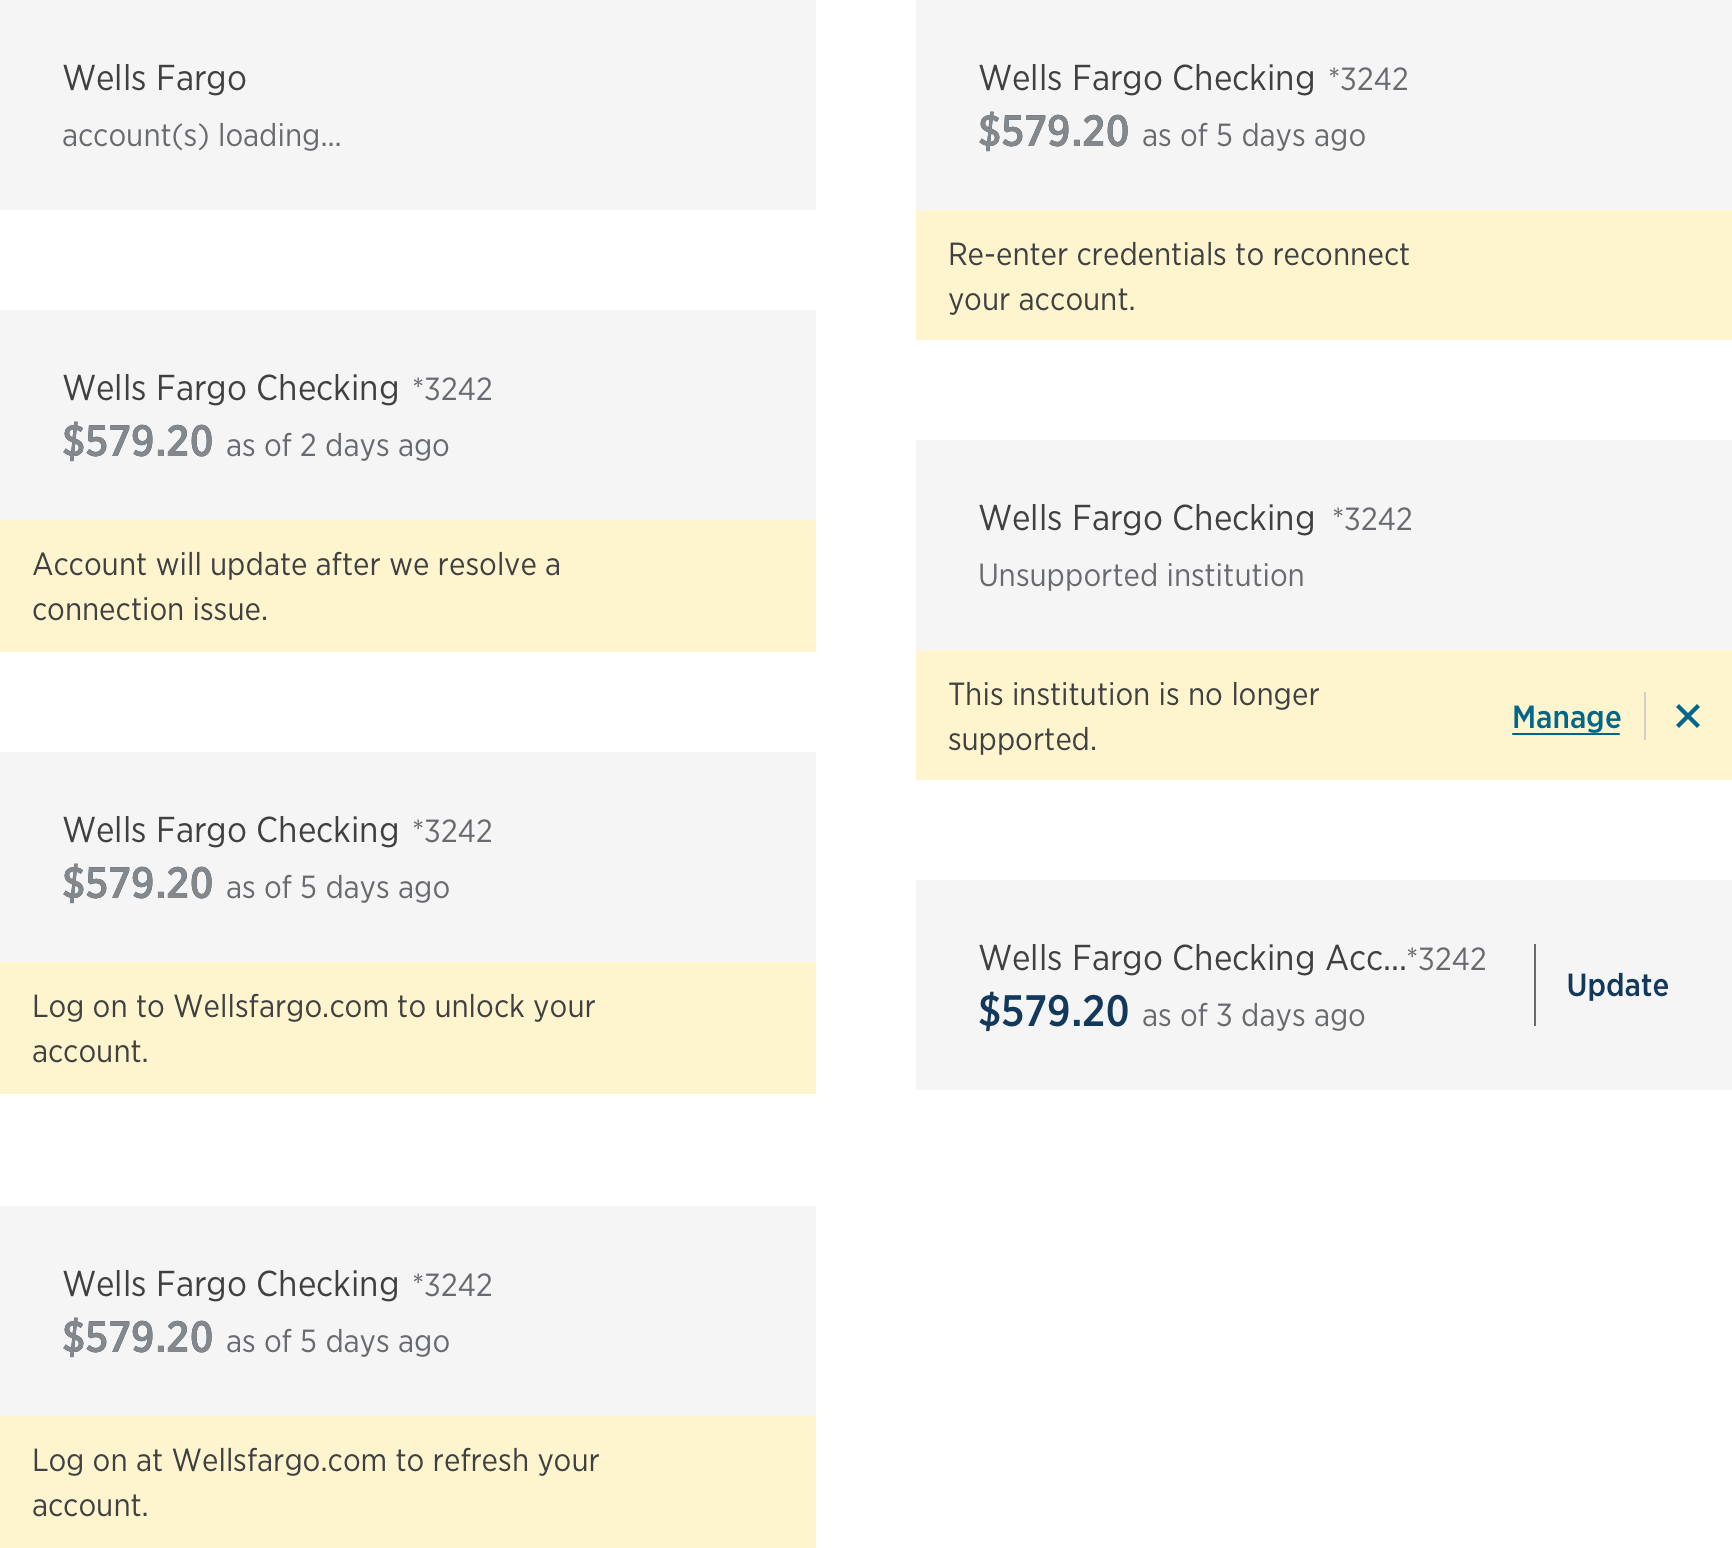 Wells Fargo
account(s) loading...
Wells Fargo Checking *3242
$579.20 as of 2 days ago
Account will update after we resolve a
connection issue.
Wells Fargo Checking *3242
$579.20 as of 5 days ago
Log on to Wellsfargo.com to unlock your
account.
Wells Fargo Checking *3242
$579.20 as of 5 days ago
Log on at Wellsfargo.com to refresh your
account.
Wells Fargo Checking *3242
$579.20 as of 5 days ago
Re-enter credentials to reconnect
your account.
Wells Fargo Checking *3242
Unsupported institution
This institution is no longer
supported.
Manage
Wells Fargo Checking Acc...*3242
$579.20 as of 3 days ago
Update